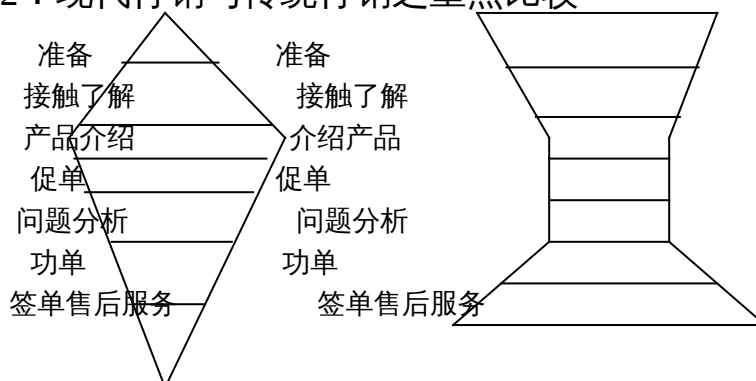 2．现代行销与传统行销之重点比较
准备 准备
接触了解 接触了解
产品介绍 介绍产品
促单 促单
问题分析 问题分析
功单 功单
签单售后服务 签单售后服务